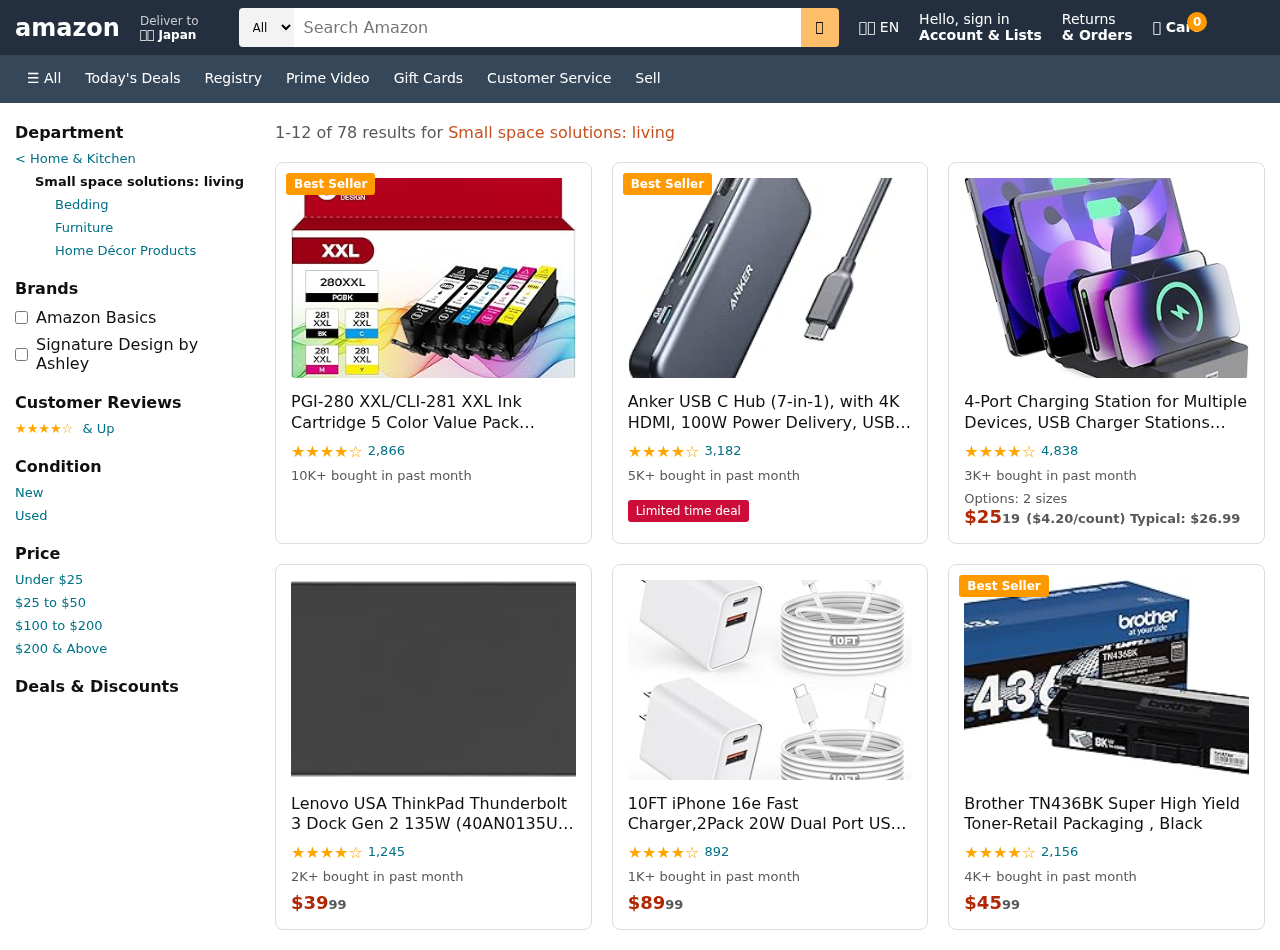 amazon
Deliver to
Japan
All
Search Amazon
EN
Hello, sign in
Account & Lists
Returns
& Orders
0
☰ All
Today's Deals
Registry
Prime Video
Gift Cards
Customer Service
Sell
Department
< Home & Kitchen
Small space solutions: living
Bedding
Furniture
Home Décor Products
Brands
Amazon Basics
Signature Design by
Ashley
Customer Reviews
★★★★☆ & Up
Condition
New
Used
Price
Under $25
$25 to $50
$100 to $200
$200 & Above
Deals & Discounts
1-12 of 78 results for Small space solutions: living
Best Seller
DESIGN
XXL
280XXL
PGBK
281
XXL
BK
281
XXL
C
281
XXL
M
281
XXL
Y
PGI-280 XXL/CLI-281 XXL Ink
Cartridge 5 Color Value Pack…
★★★★☆ 2,866
10K+ bought in past month
Best Seller
ANKER
Anker USB C Hub (7-in-1), with 4K
HDMI, 100W Power Delivery, USB…
★★★★☆ 3,182
5K+ bought in past month
Limited time deal
4-Port Charging Station for Multiple
Devices, USB Charger Stations…
★★★★☆ 4,838
3K+ bought in past month
Options: 2 sizes
$25 19 ($4.20/count) Typical: $26.99
Lenovo USA ThinkPad Thunderbolt
3 Dock Gen 2 135W (40AN0135U…
★★★★☆ 1,245
2K+ bought in past month
$39 99
10FT
10FT
10FT iPhone 16e Fast
Charger,2Pack 20W Dual Port US…
★★★★☆ 892
1K+ bought in past month
$89 99
Best Seller
436
brother
at your side
TN436BK
436
brother
BK
Brother TN436BK Super High Yield
Toner-Retail Packaging , Black
★★★★☆ 2,156
4K+ bought in past month
$45 99